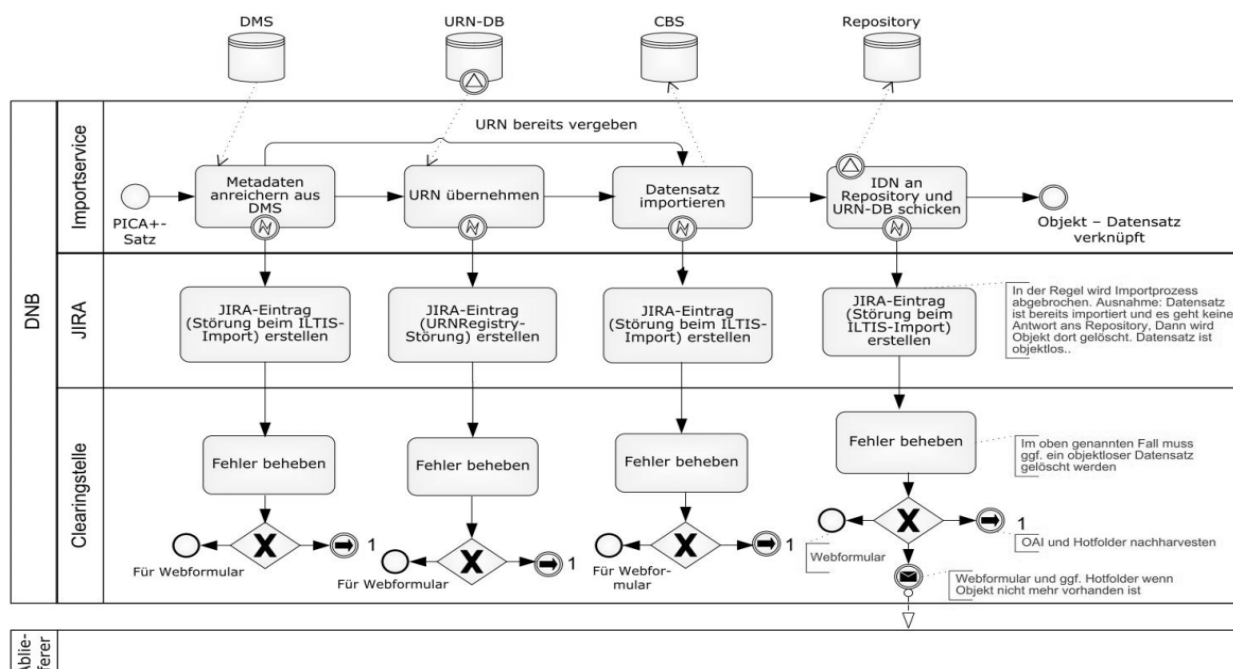 DMS
URN-DB
CBS
Repository
DNB
Importservice
URN bereits vergeben
PICA+-
Satz
Metadaten
anreichern aus
DMS
URN übernehmen
Datensatz
importieren
IDN an
Repository und
URN-DB schicken
Objekt – Datensatz
verknüpft
JIRA
JIRA-Eintrag
(Störung beim ILTIS-
Import) erstellen
JIRA-Eintrag
(URNRegistry-
Störung) erstellen
JIRA-Eintrag
(Störung beim ILTIS-
Import) erstellen
JIRA-Eintrag
(Störung beim
ILTIS-Import)
erstellen
In der Regel wird Importprozess
abgebrochen. Ausnahme: Datensatz
ist bereits importiert und es geht keine
Antwort ans Repository, Dann wird
Objekt dort gelöscht. Datensatz ist
objektlos..
Clearingstelle
Fehler beheben
Fehler beheben
Fehler beheben
Fehler beheben
Im oben genannten Fall muss
ggf. ein objektloser Datensatz
gelöscht werden
X
1
Für Webformular
X
1
Für Webformular
X
1
Für Webfor-
mular
X
1
Webformular
OAI und Hotfolder nachharvesten
Webformular und ggf. Hotfolder wenn
Objekt nicht mehr vorhanden ist
Ablie-
ferer